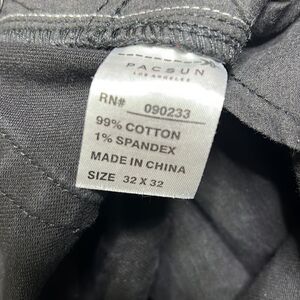 PACSUN
LOS ANGELES
RN# 090233
99% COTTON
1% SPANDEX
MADE IN CHINA
SIZE 32 X 32